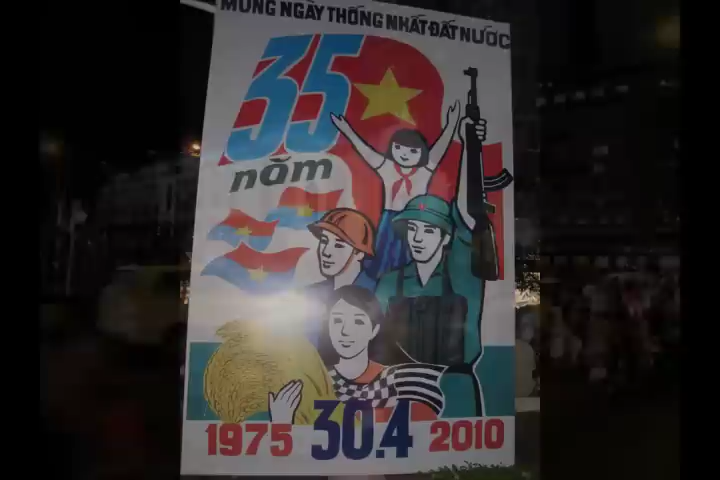 MỪNG NGÀY THỐNG NHẤT ĐẤT NƯỚC
35
năm
1975 30.4 2010